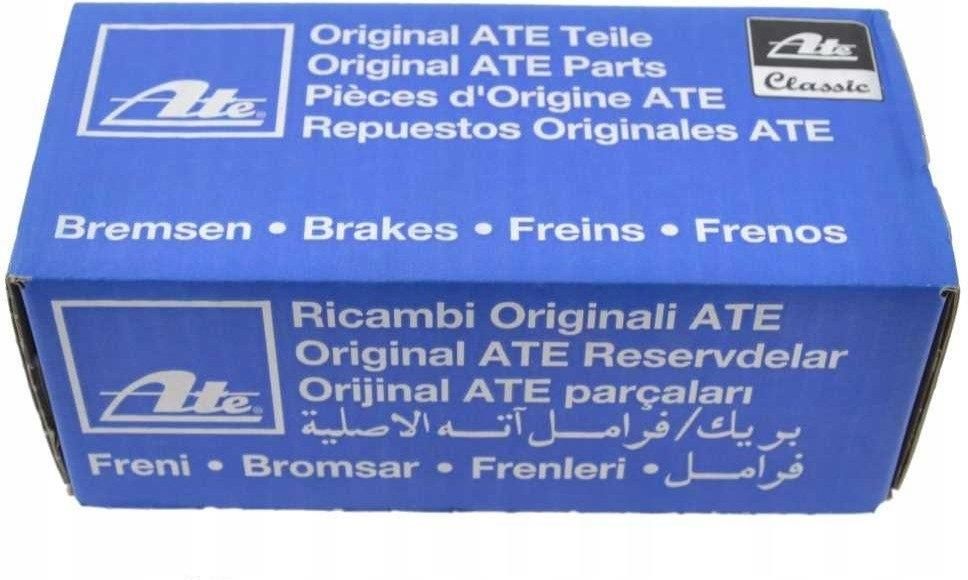 Ate
Original ATE Teile
Original ATE Parts
Pièces d'Origine ATE
Repuestos Originales ATE
Ate
Classic
Bremsen • Brakes • Freins • Frenos
Ate
Ricambi Originali ATE
Original ATE Reservdelar
Orijinal ATE parçaları
بريك/فرامل آته الاصلية
Freni • Bromsar • Frenleri • فرامل